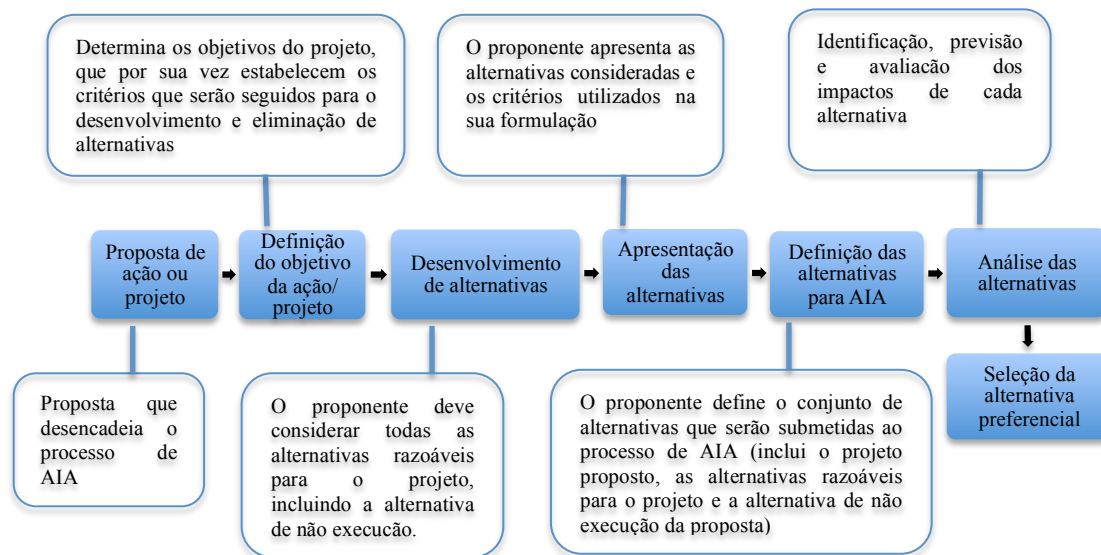 Determina os objetivos do projeto,
que por sua vez estabelecem os
critérios que serão seguidos para o
desenvolvimento e eliminação de
alternativas
O proponente apresenta as
alternativas consideradas e
os critérios utilizados na
sua formulação
Identificação, previsão
e avaliacão dos
impactos de cada
alternativa
Proposta de
ação ou
projeto
Definição
do objetivo
da ação/
projeto
Desenvolvimento
de alternativas
Apresentação
das
alternativas
Definição das
alternativas
para AIA
Análise das
alternativas
Seleção da
alternativa
preferencial
Proposta que
desencadeia o
processo de
AIA
O proponente deve
considerar todas as
alternativas razoáveis
para o projeto,
incluindo a alternativa
de não execucão.
O proponente define o conjunto de
alternativas que serão submetidas ao
processo de AIA (inclui o projeto
proposto, as alternativas razoáveis
para o projeto e a alternativa de não
execução da proposta)